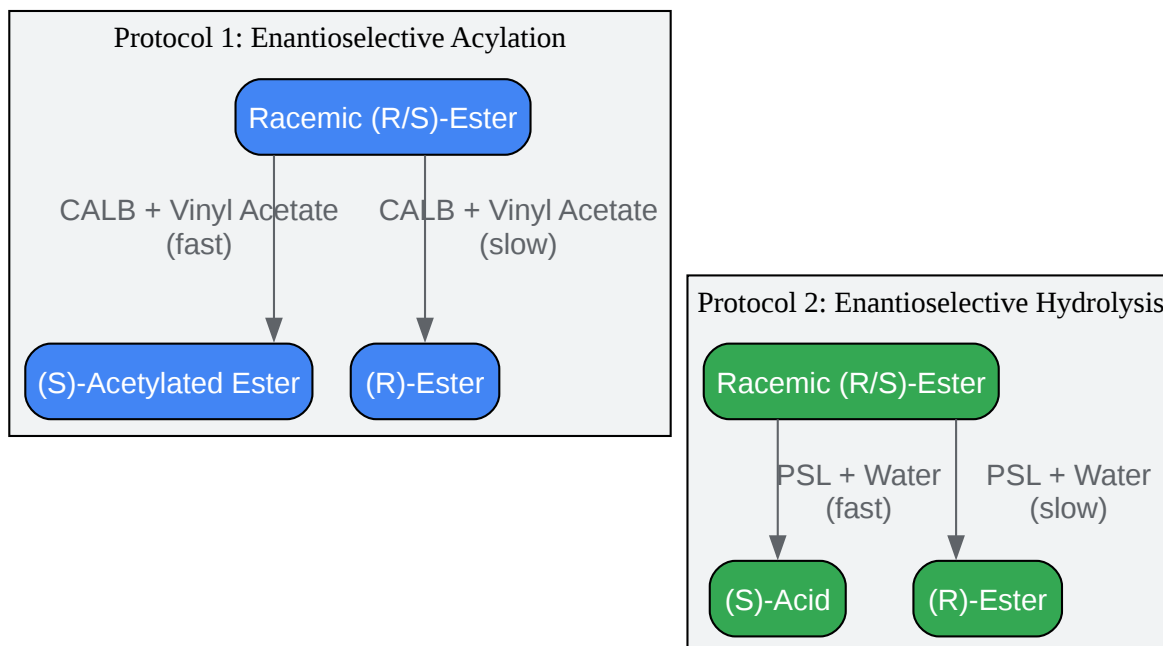 Protocol 1: Enantioselective Acylation
Racemic (R/S)-Ester
CALB + Vinyl Acetate
(fast)
CALB + Vinyl Acetate
(slow)
(S)-Acetylated Ester
(R)-Ester
Protocol 2: Enantioselective Hydrolysis
Racemic (R/S)-Ester
PSL + Water
(fast)
PSL + Water
(slow)
(S)-Acid
(R)-Ester